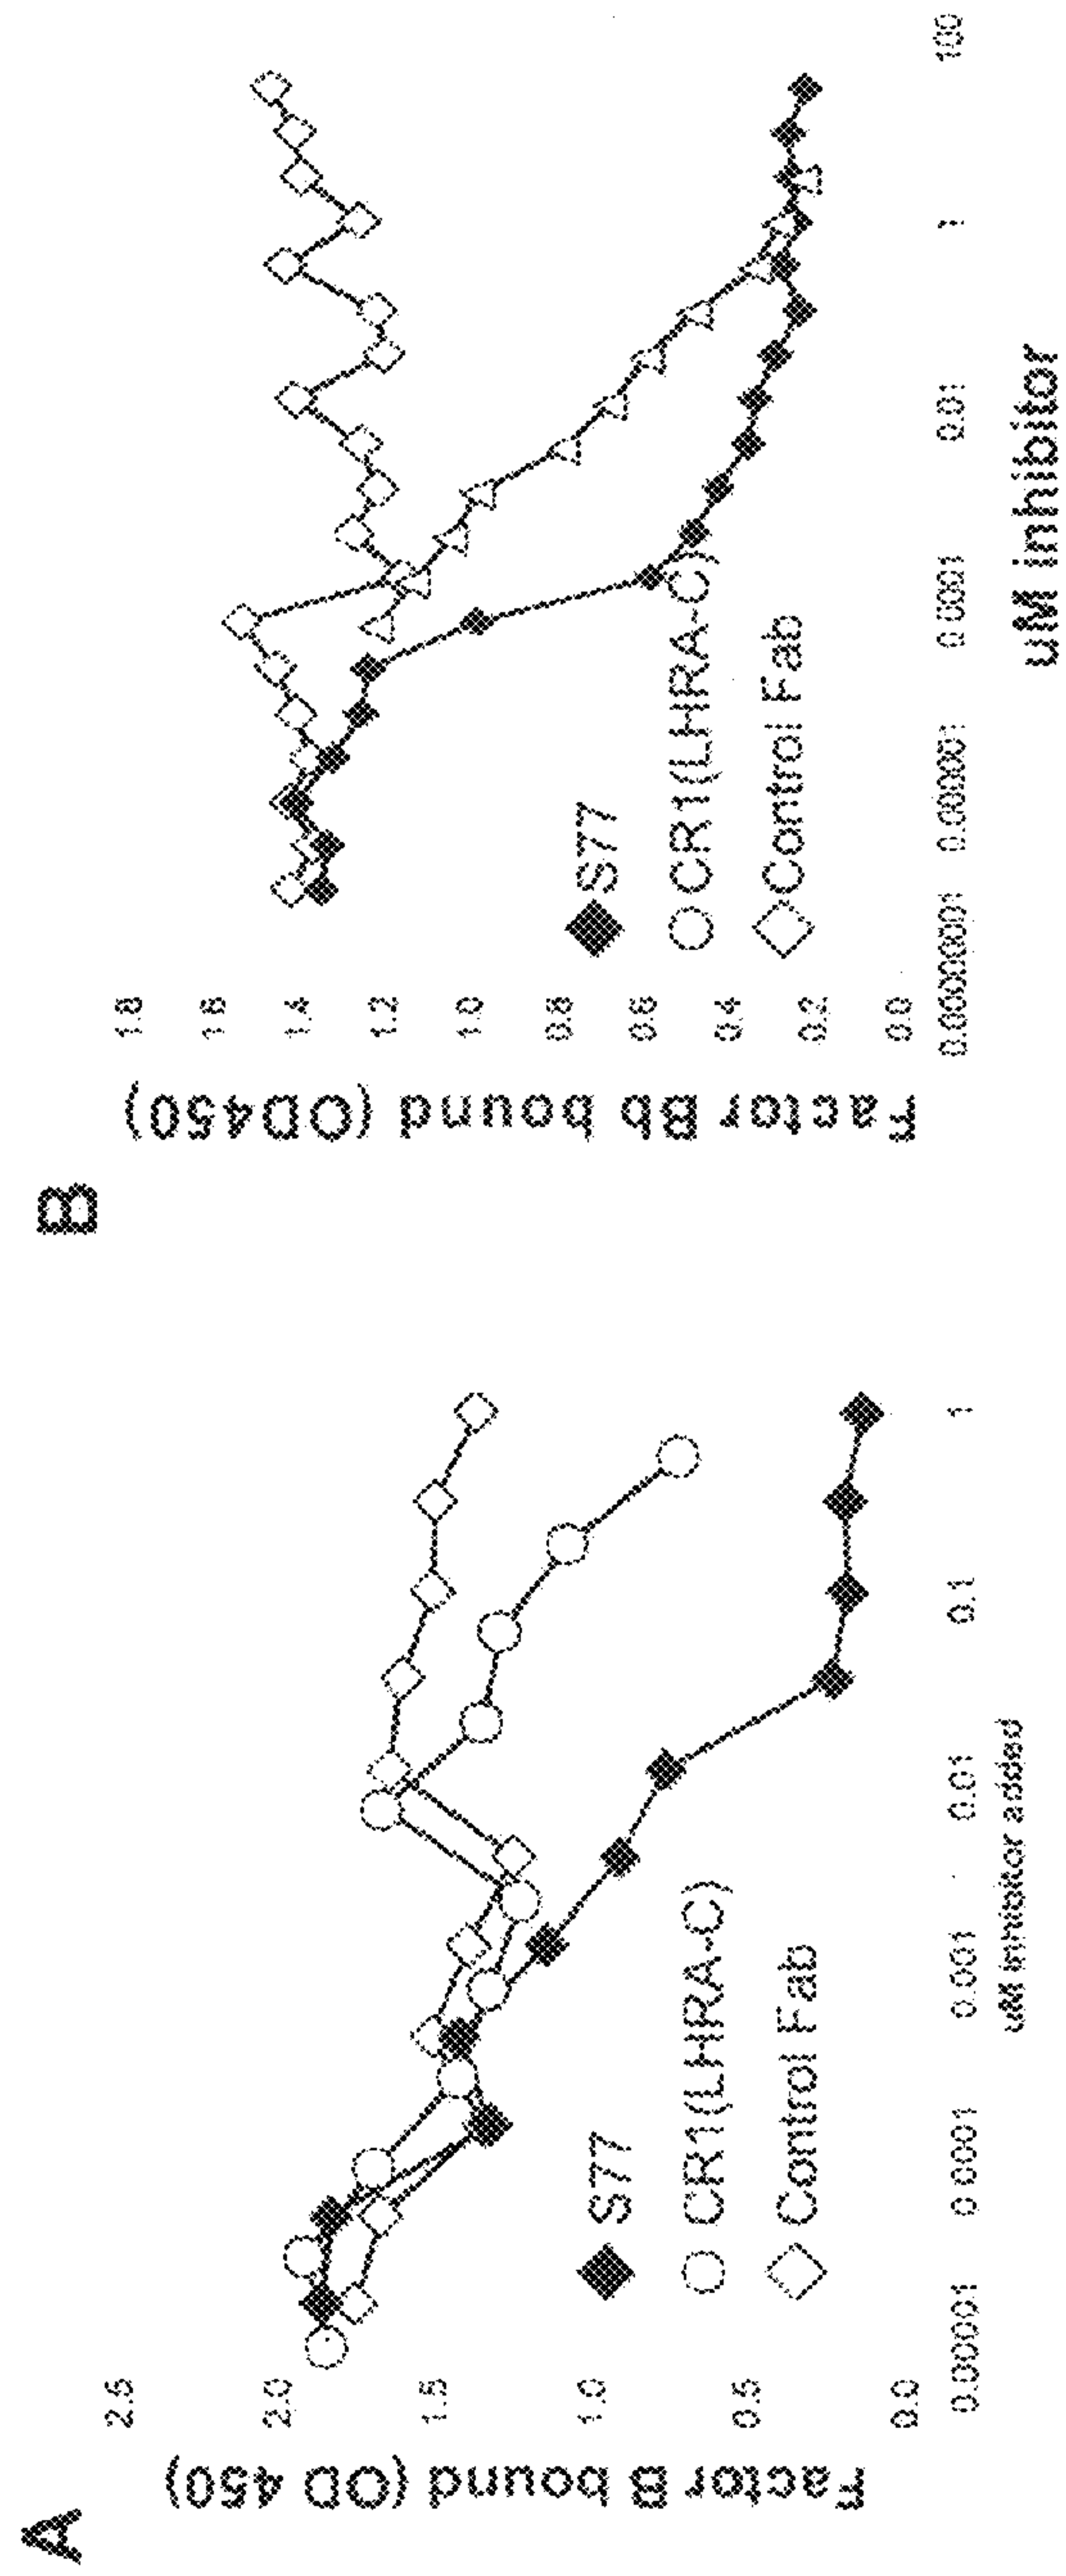 A
Factor B bound (OD 450)
2.5
2.0
1.5
1.0
0.5
0.0
S77
CR1(LHRA-C)
Control Fab
0.00001
0 0001
0.001
0.01
0.1
1
uM inhibitor added
B
Factor Bb bound (OD450)
1.8
1.6
1.4
1.2
1.0
0.8
0.6
0.4
0.2
0.0
S77
CR1(LHRA-C)
Control Fab
0.00000001
0.000001
0 0001
0.01
1
100
uM inhibitor